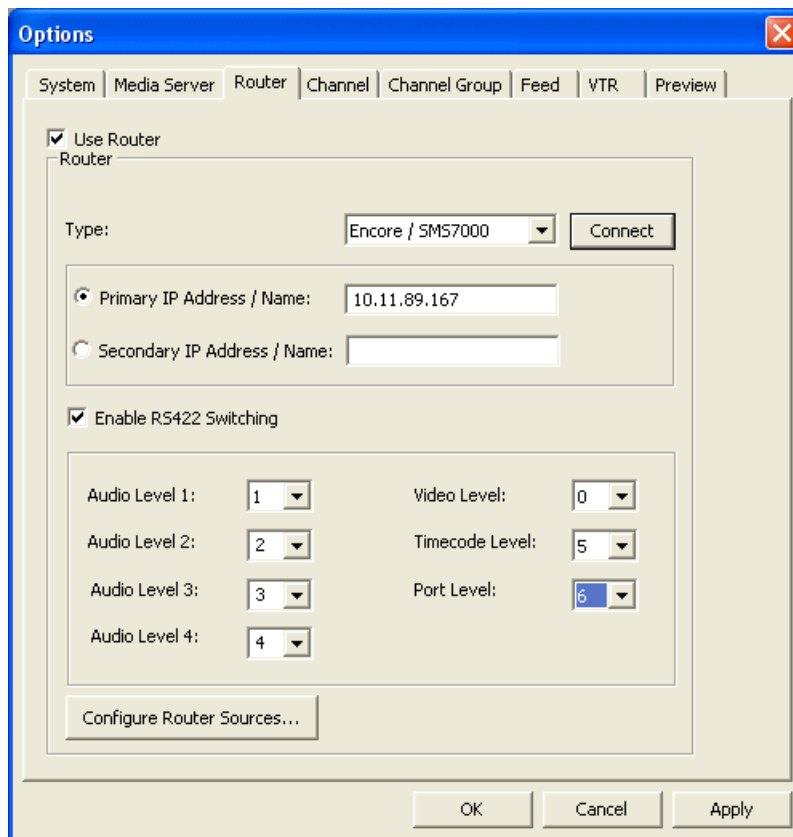 Options
System Media Server Router Channel Channel Group Feed VTR Preview
Use Router
Router
Type: Encore / SMS7000 Connect
Primary IP Address / Name: 10.11.89.167
Secondary IP Address / Name:
Enable RS422 Switching
Audio Level 1: 1 Video Level: 0
Audio Level 2: 2 Timecode Level: 5
Audio Level 3: 3 Port Level: 6
Audio Level 4: 4
Configure Router Sources...
OK Cancel Apply